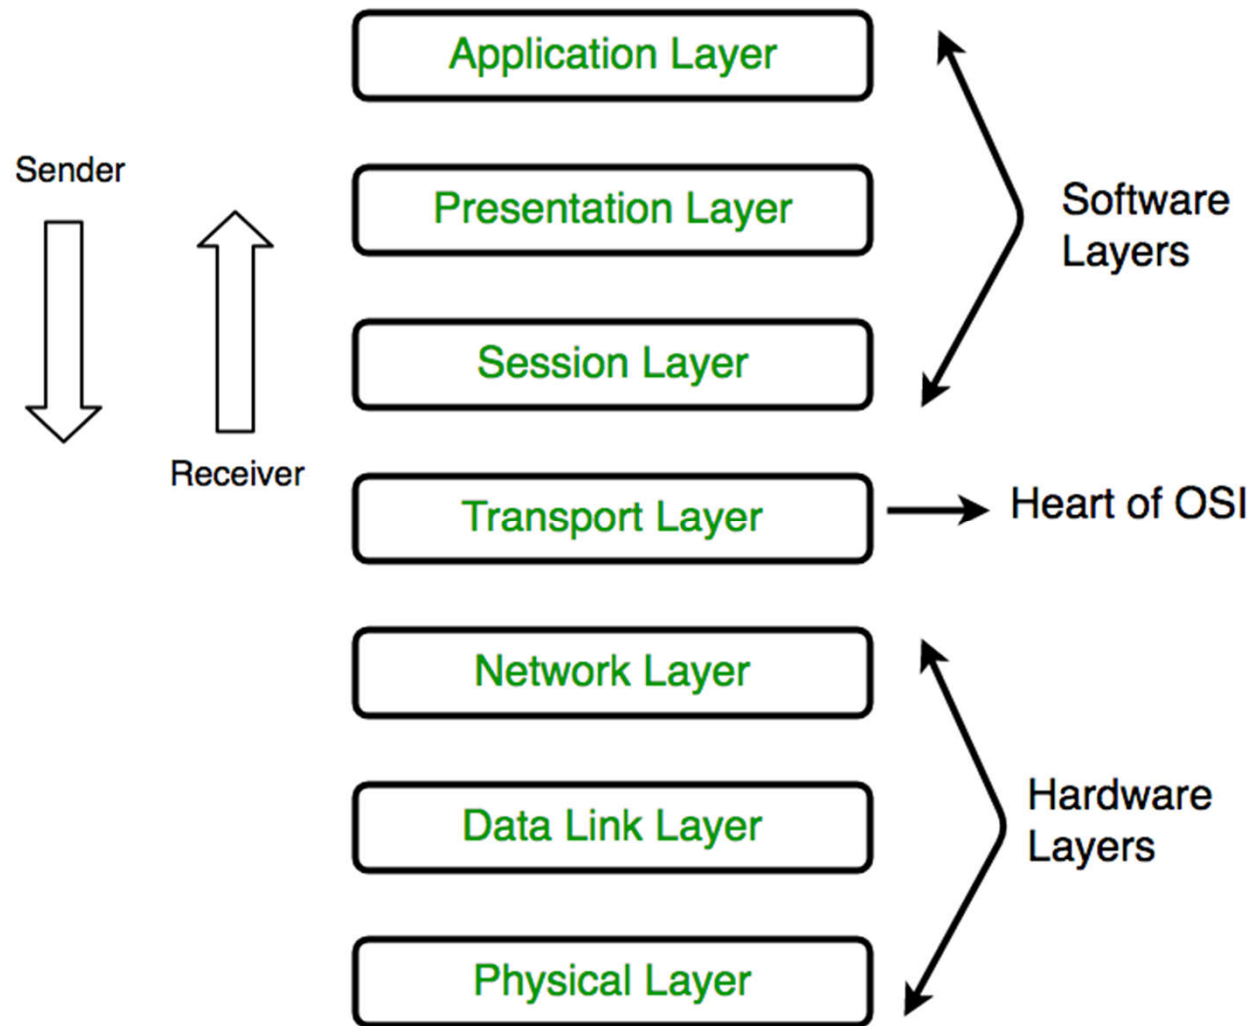 Application Layer
Sender
Presentation Layer
Software
Layers
Session Layer
Receiver
Transport Layer
Heart of OSI
Network Layer
Hardware
Layers
Data Link Layer
Physical Layer